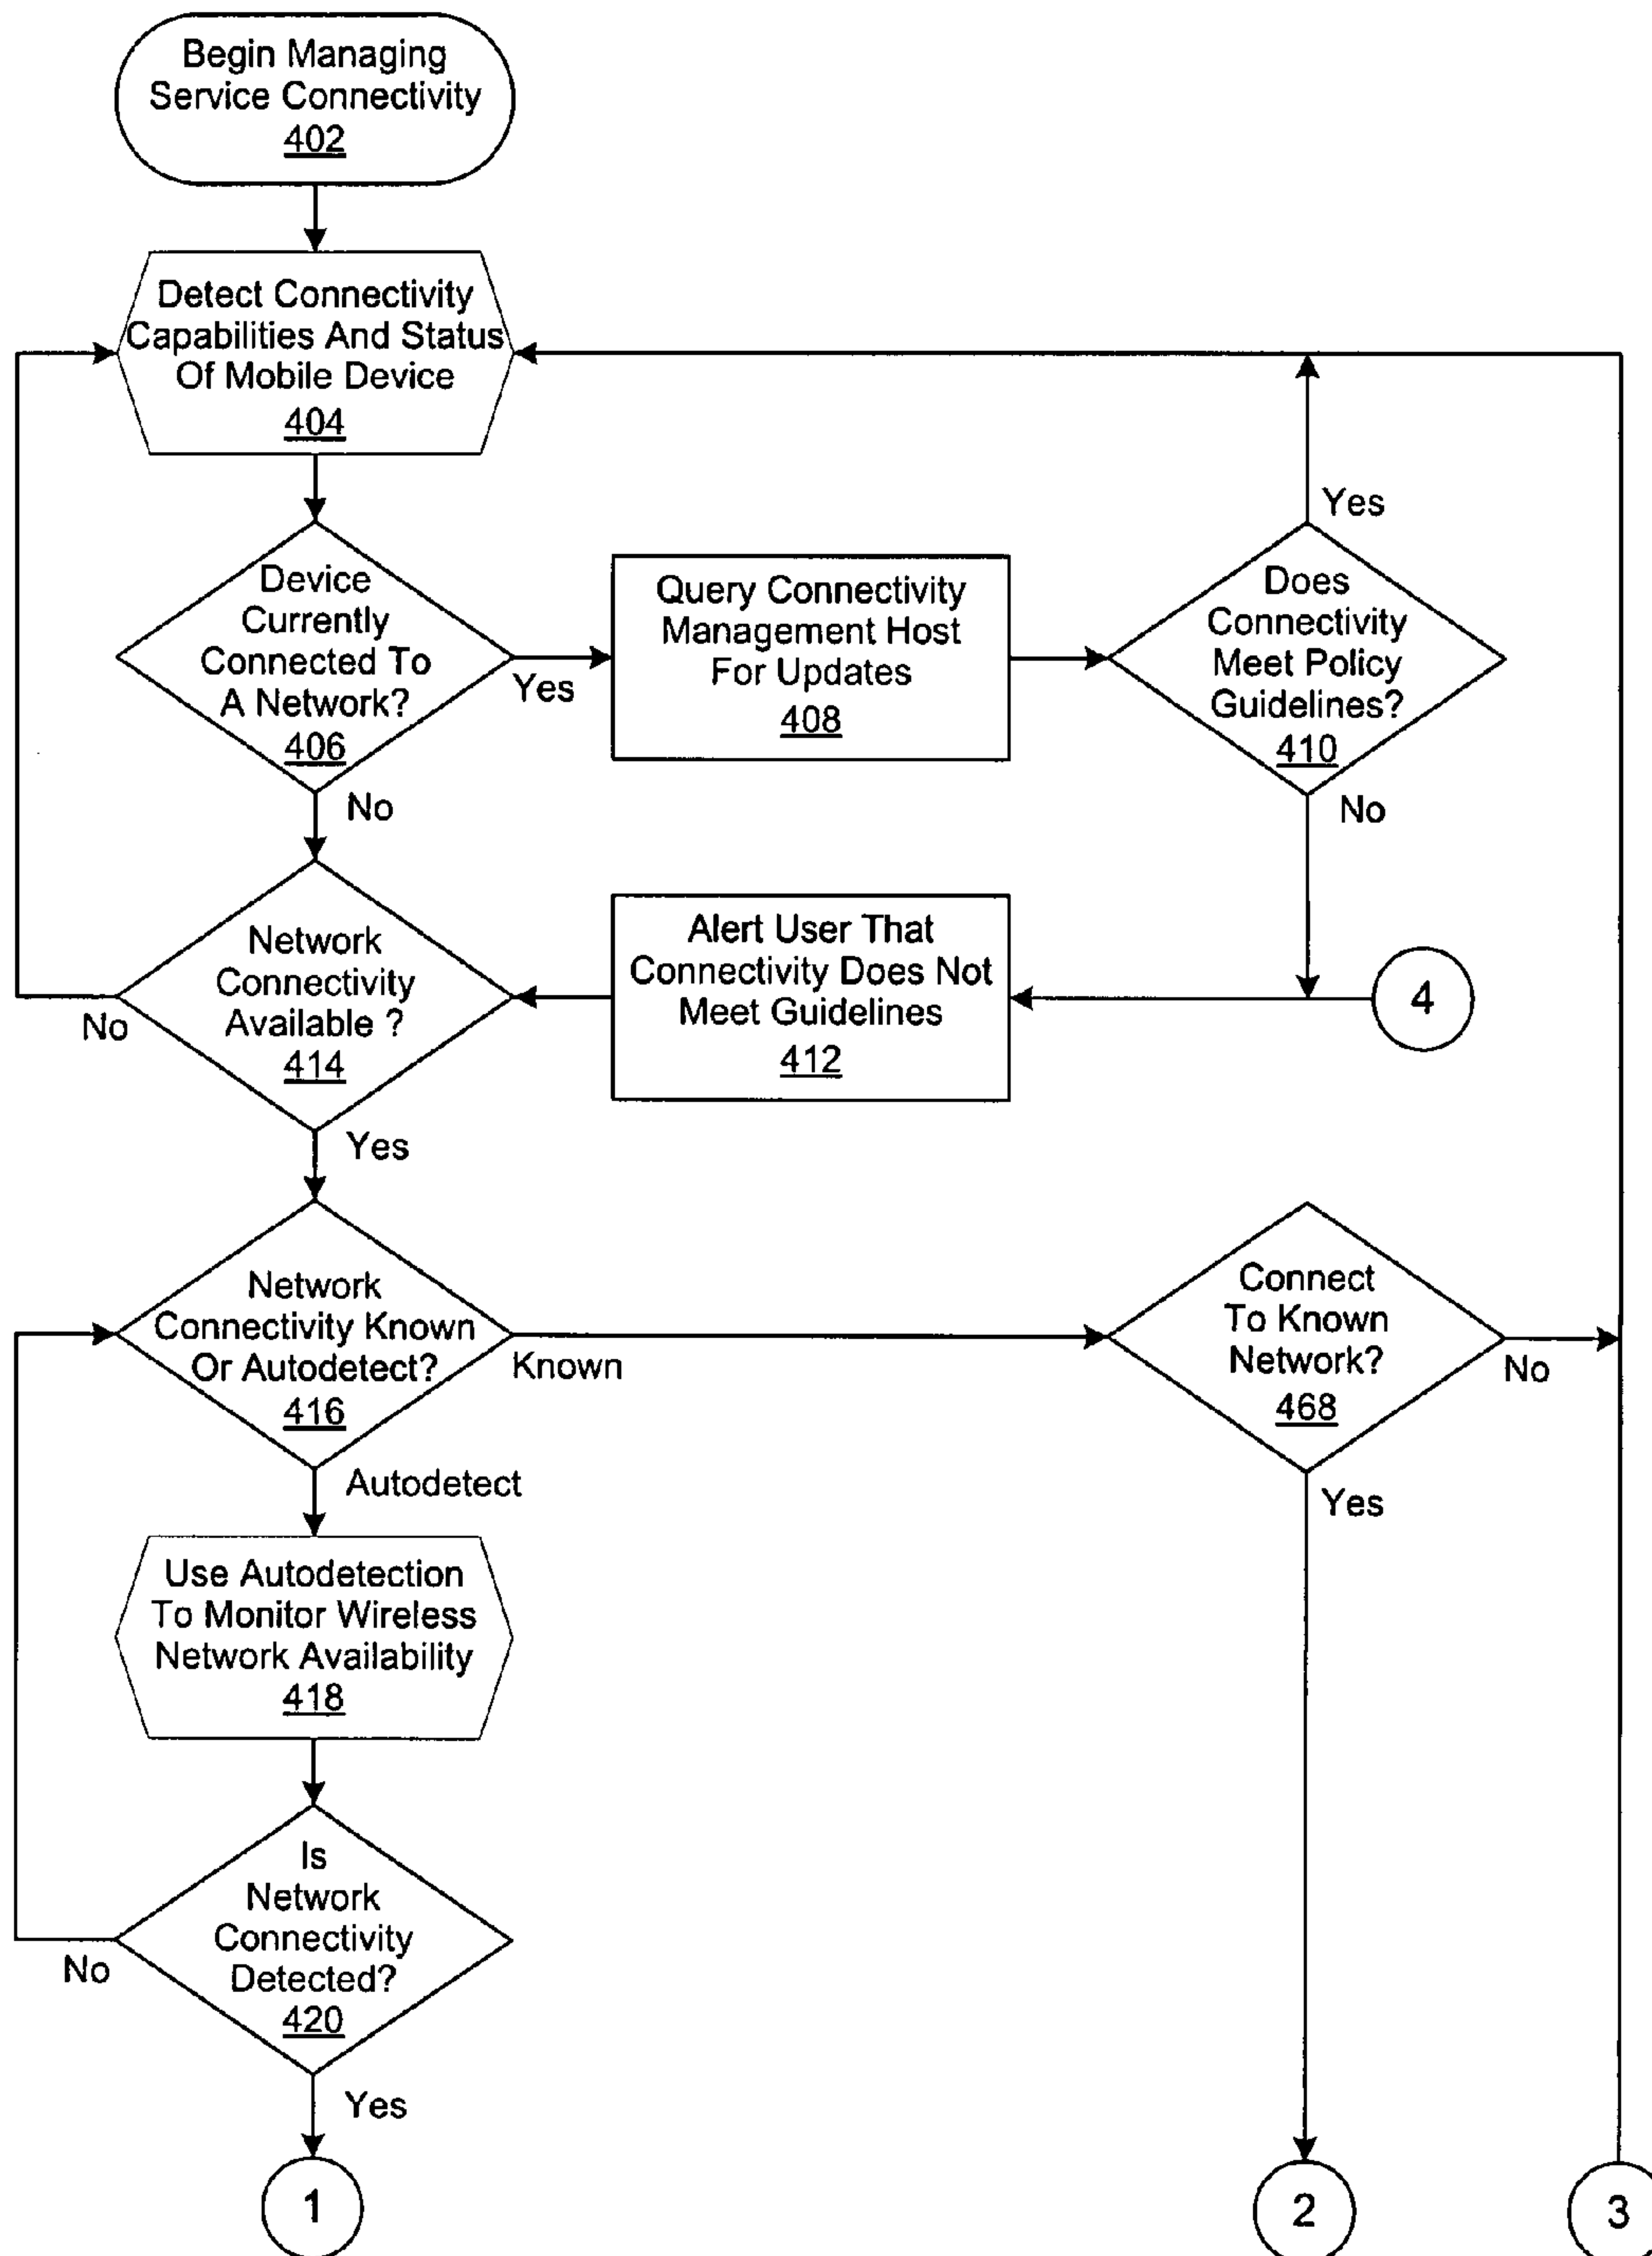 Begin Managing
Service Connectivity
402
Detect Connectivity
Capabilities And Status
Of Mobile Device
404
Device
Currently
Connected To
A Network?
406
Yes
No
Query Connectivity
Management Host
For Updates
408
Does
Connectivity
Meet Policy
Guidelines?
410
Yes
No
Network
Connectivity
Available ?
414
No
Yes
Alert User That
Connectivity Does Not
Meet Guidelines
412
4
Network
Connectivity Known
Or Autodetect?
416
Known
Autodetect
Connect
To Known
Network?
468
No
Yes
Use Autodetection
To Monitor Wireless
Network Availability
418
Is
Network
Connectivity
Detected?
420
No
Yes
1
2
3